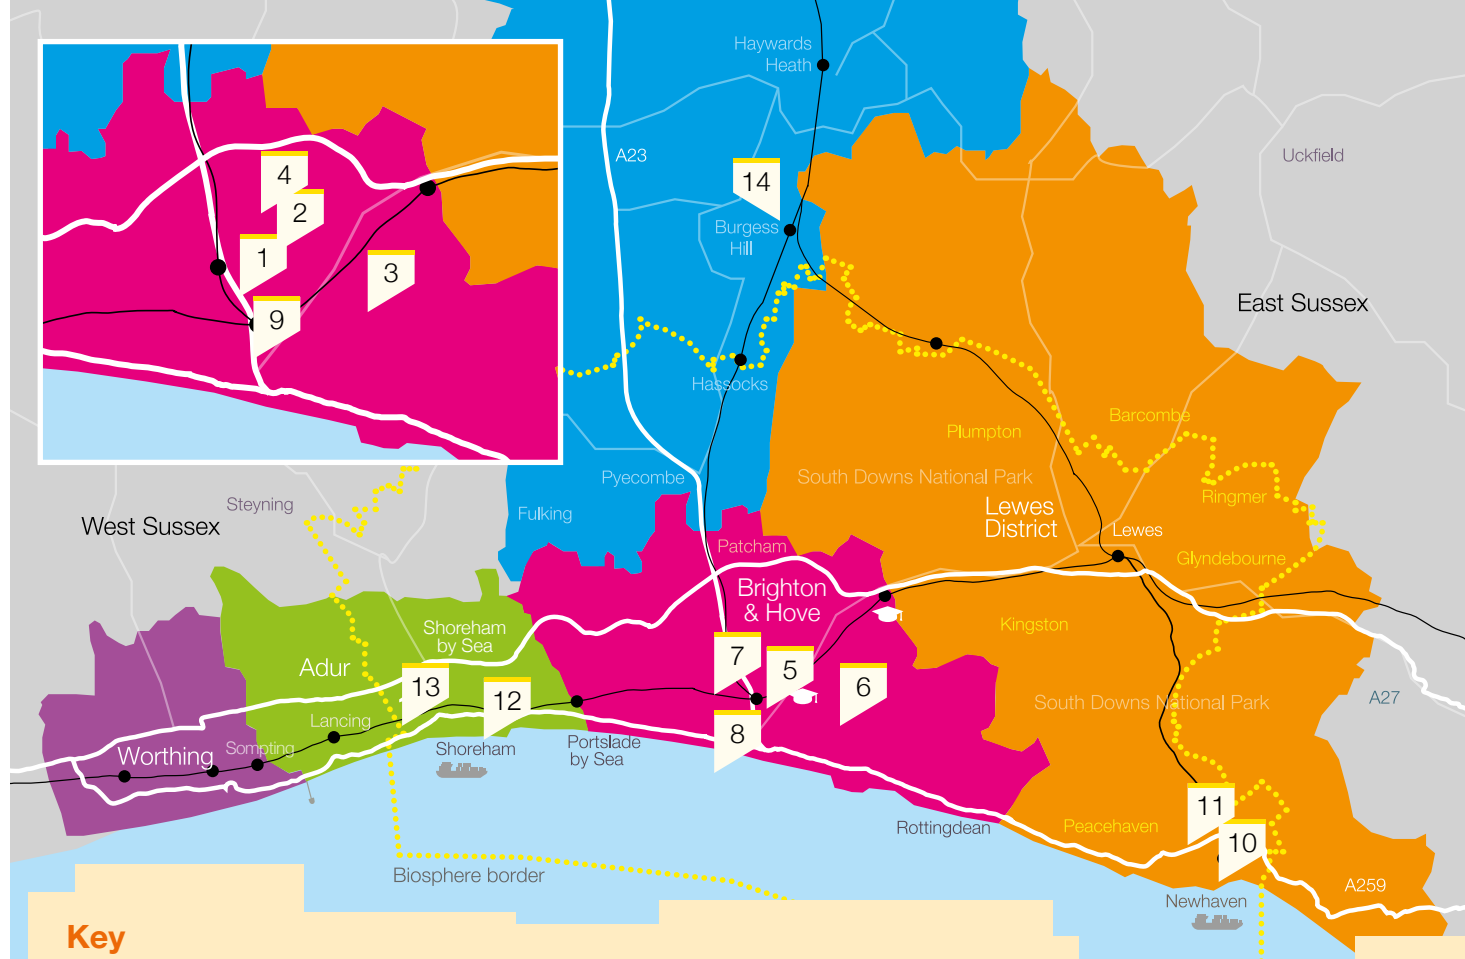 Haywards
Heath
A23
Uckfield
4
14
2
Burgess
Hill
1
3
East Sussex
9
Hassocks
Barcombe
Plumpton
Pyecombe
South Downs National Park
Ringmer
Steyning
Lewes
District
West Sussex
Fulking
Lewes
Patcham
Glyndebourne
Brighton
& Hove
Shoreham
by Sea
Kingston
7
5
Adur
13
12
6
South Downs National Park
A27
Lancing
8
Worthing
Sompting
Shoreham
Portslade
by Sea
11
Rottingdean
Peacehaven
10
Biosphere border
A259
Newhaven
Key